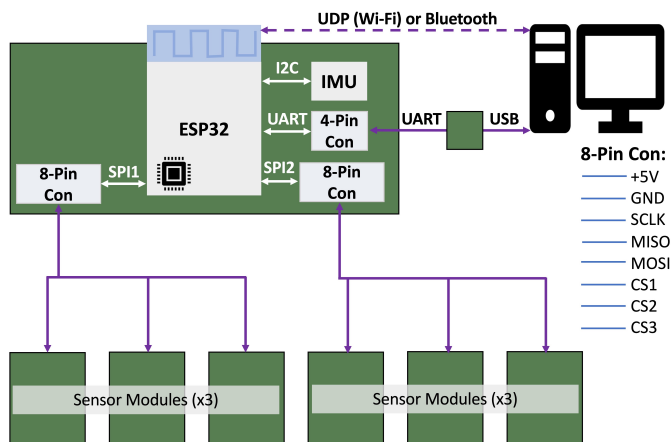 UDP (Wi-Fi) or Bluetooth
I2C
IMU
ESP32
UART
4-Pin
Con
UART
USB
8-Pin
Con
SPI1
SPI2
8-Pin
Con
8-Pin Con:
+5V
GND
SCLK
MISO
MOSI
CS1
CS2
CS3
Sensor Modules (x3)
Sensor Modules (x3)